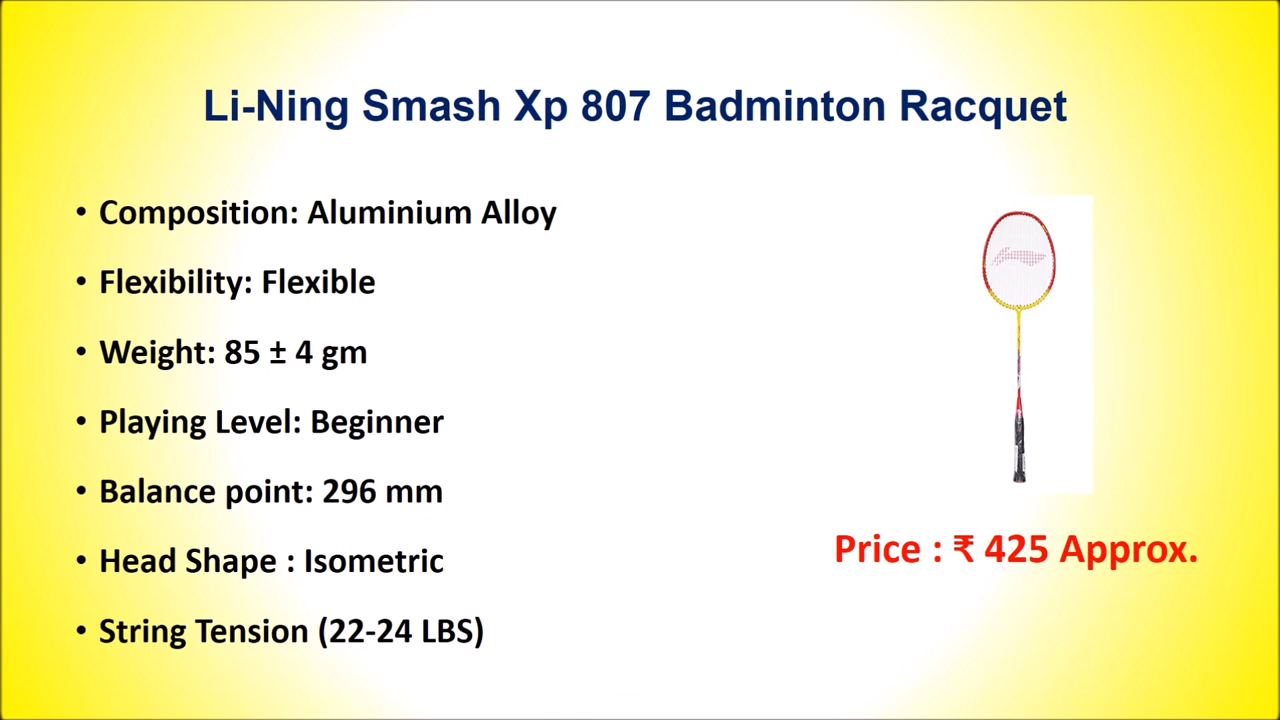 Li-Ning Smash Xp 807 Badminton Racquet
• Composition: Aluminium Alloy
• Flexibility: Flexible
• Weight: 85 ± 4 gm
• Playing Level: Beginner
• Balance point: 296 mm
• Head Shape : Isometric
• String Tension (22-24 LBS)
Price : ₹ 425 Approx.